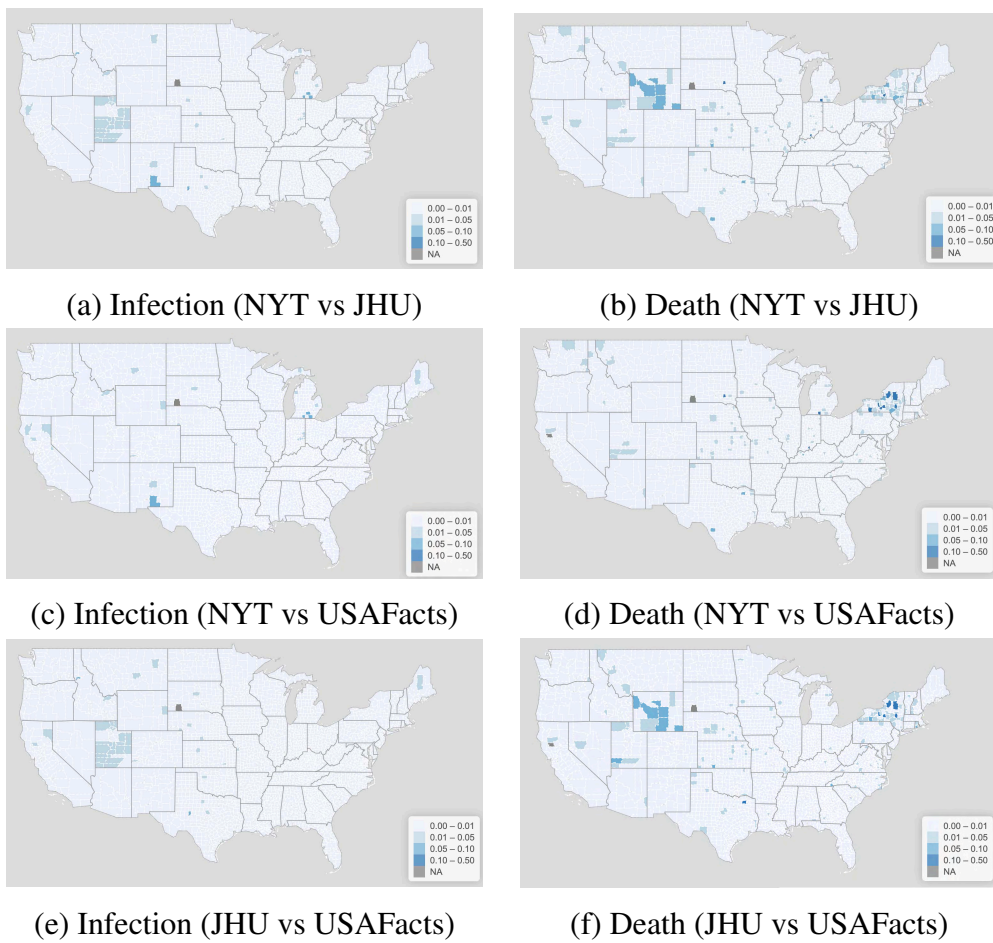 0.00 – 0.01
0.01 – 0.05
0.05 – 0.10
0.10 – 0.50
NA
0.00 – 0.01
0.01 – 0.05
0.05 – 0.10
0.10 – 0.50
NA
(a) Infection (NYT vs JHU)
(b) Death (NYT vs JHU)
0.00 – 0.01
0.01 – 0.05
0.05 – 0.10
0.10 – 0.50
NA
0.00 – 0.01
0.01 – 0.05
0.05 – 0.10
0.10 – 0.50
NA
(c) Infection (NYT vs USAFacts)
(d) Death (NYT vs USAFacts)
0.00 – 0.01
0.01 – 0.05
0.05 – 0.10
0.10 – 0.50
NA
0.00 – 0.01
0.01 – 0.05
0.05 – 0.10
0.10 – 0.50
NA
(e) Infection (JHU vs USAFacts)
(f) Death (JHU vs USAFacts)